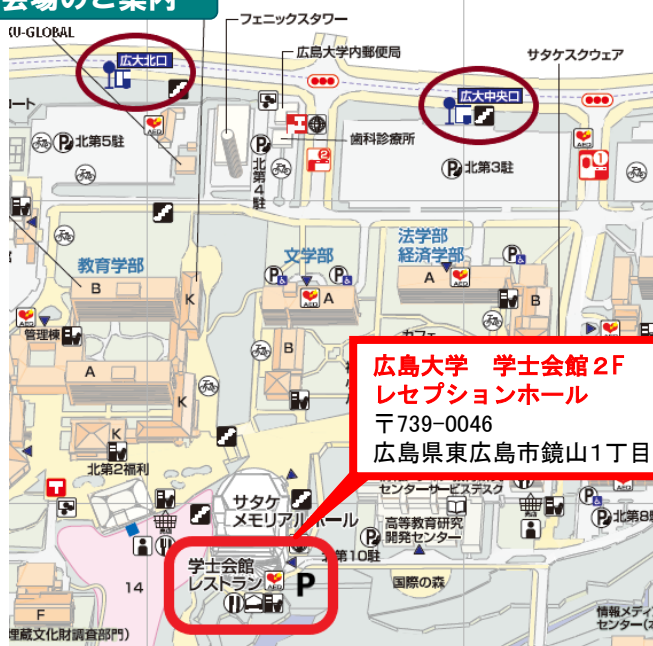 会場のご案内
KU-GLOBAL
フェニックスタワー
広島大学内郵便局
サタケスクウェア
広大北口
広大中央口
歯科診療所
北第5駐
北第4駐
北第3駐
教育学部
文学部
法学部
経済学部
AED
B
K
A
A
B
管理棟
A
K
B
K
北第2福利
カフェ
広島大学 学士会館2F
レセプションホール
〒739-0046
広島県東広島市鏡山1丁目
サタケ
メモリアルホール
センターサービスデスク
高等教育研究
開発センター
北第8駐
学士会館
レストラン
P
第10駐
国際の森
14
F
埋蔵文化財調査部門)
情報メディ
センター(本